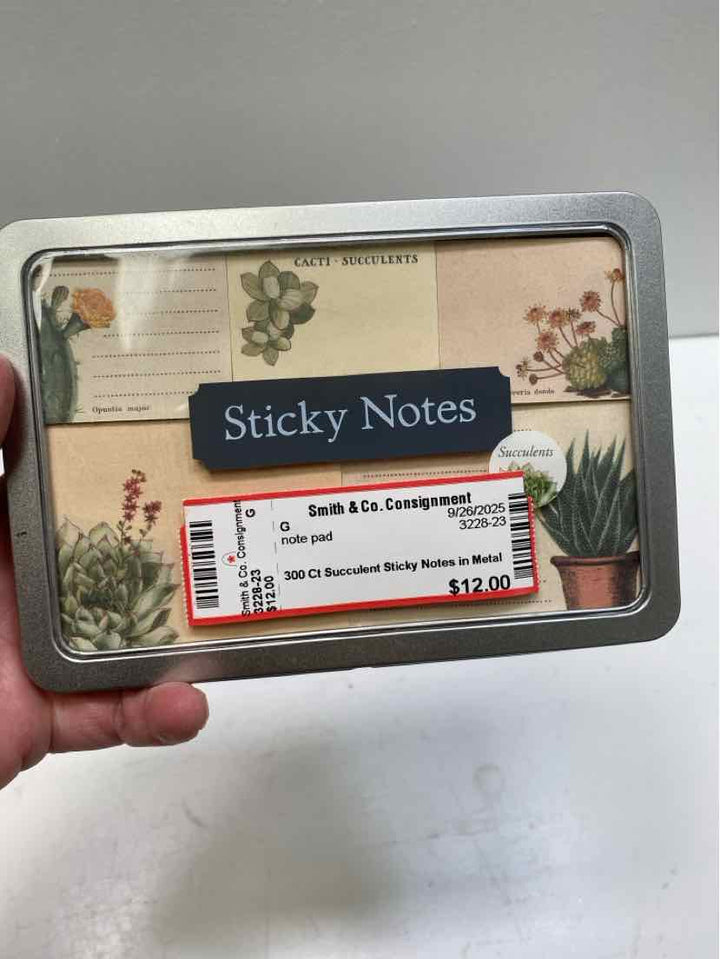 CACTI · SUCCULENTS
Opuntia major
Sticky Notes
Succulents
Smith & Co. Consignment
G
9/26/2025
3228-23
note pad
300 Ct Succulent Sticky Notes in Metal
$12.00
Smith & Co. Consignment
G
3228-23
$12.00